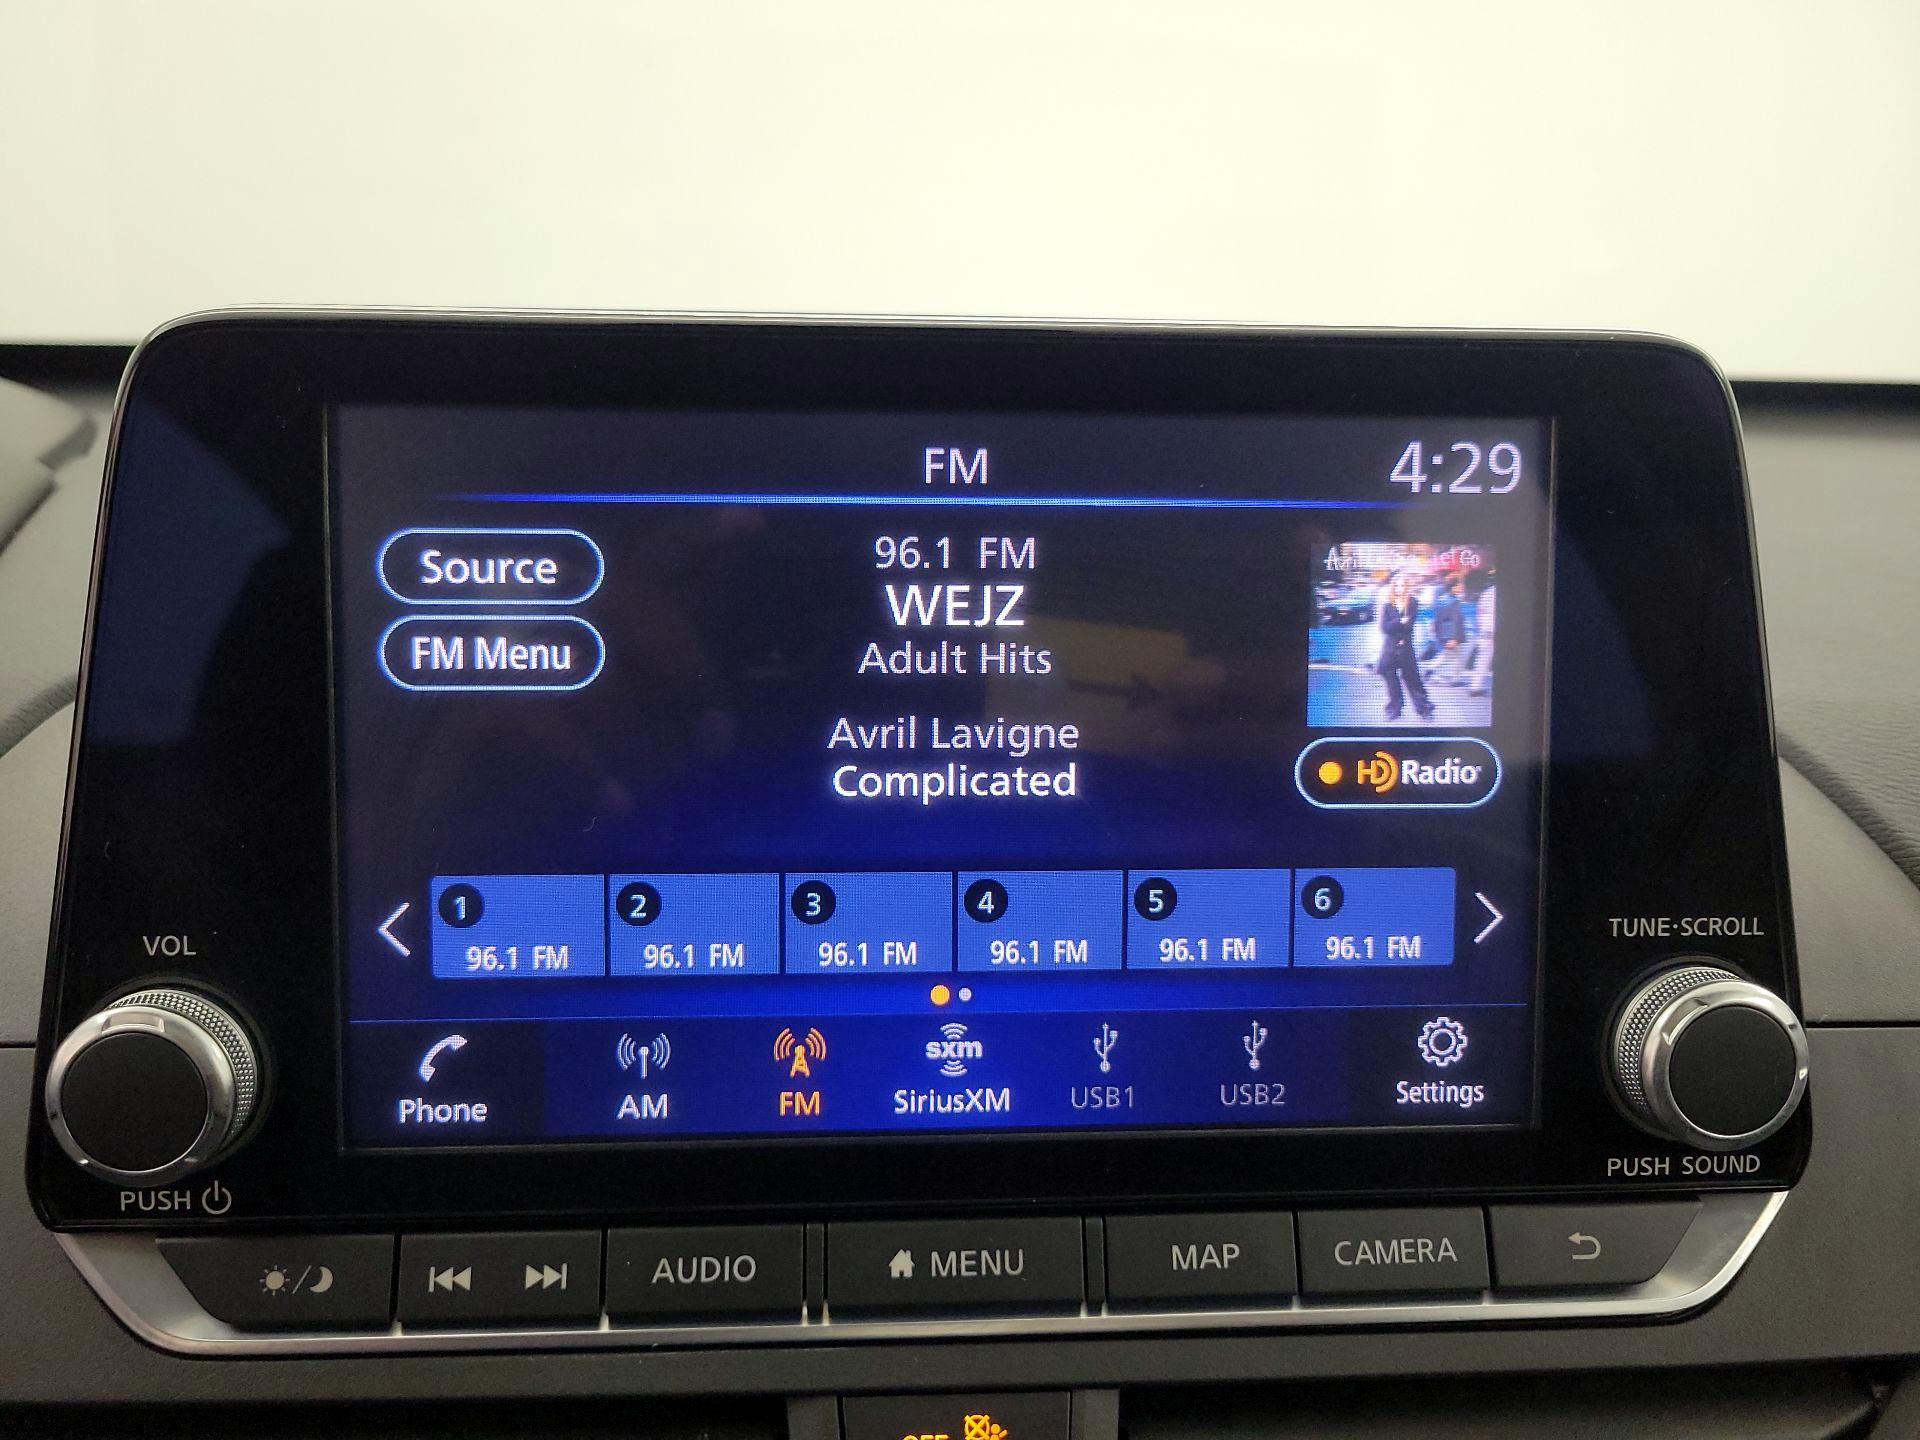 FM
4:29
Source
FM Menu
96.1 FM
WEJZ
Adult Hits
Avril Lavigne
Complicated
Let Go
HD Radio
1
96.1 FM
2
96.1 FM
3
96.1 FM
4
96.1 FM
5
96.1 FM
6
96.1 FM
Phone
AM
FM
sxm
SiriusXM
USB1
USB2
Settings
VOL
PUSH
TUNE·SCROLL
PUSH SOUND
AUDIO
MENU
MAP
CAMERA
OFF